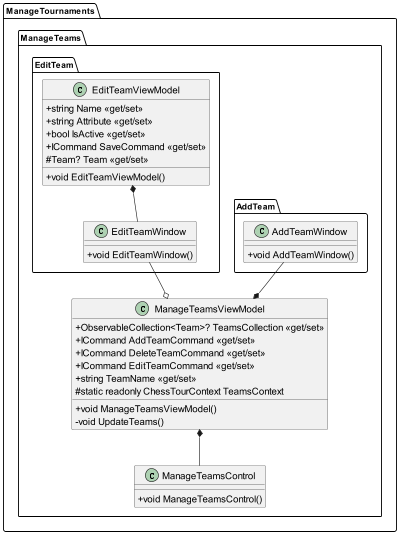 ManageTournaments
ManageTeams
EditTeam
C EditTeamViewModel
+string Name «get/set»
+string Attribute «get/set»
+bool IsActive «get/set»
+ICommand SaveCommand «get/set»
#Team? Team «get/set»
+void EditTeamViewModel()
C EditTeamWindow
+void EditTeamWindow()
AddTeam
C AddTeamWindow
+void AddTeamWindow()
C ManageTeamsViewModel
+ObservableCollection<Team>? TeamsCollection «get/set»
+ICommand AddTeamCommand «get/set»
+ICommand DeleteTeamCommand «get/set»
+ICommand EditTeamCommand «get/set»
+string TeamName «get/set»
#static readonly ChessTourContext TeamsContext
+void ManageTeamsViewModel()
-void UpdateTeams()
C ManageTeamsControl
+void ManageTeamsControl()